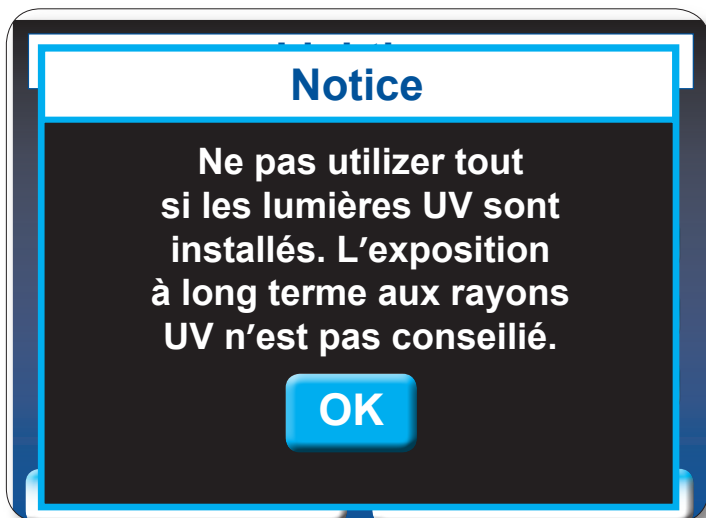 Notice
Ne pas utilizer tout
si les lumières UV sont
installés. L'exposition
à long terme aux rayons
UV n'est pas conseilié.
OK